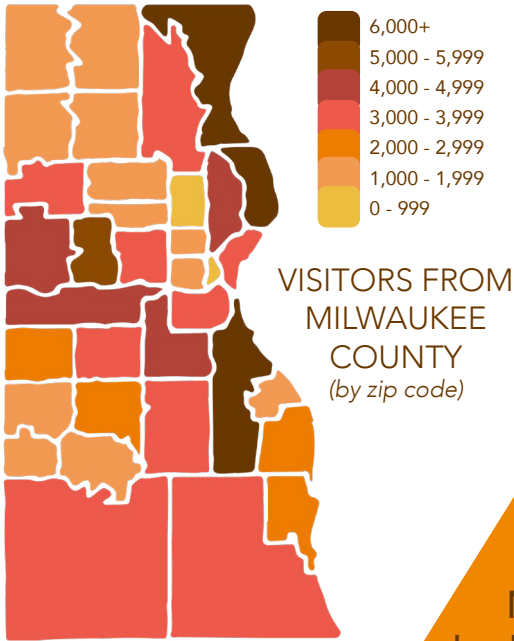 6,000+
5,000 - 5,999
4,000 - 4,999
3,000 - 3,999
2,000 - 2,999
1,000 - 1,999
0 - 999
VISITORS FROM
MILWAUKEE
COUNTY
(by zip code)